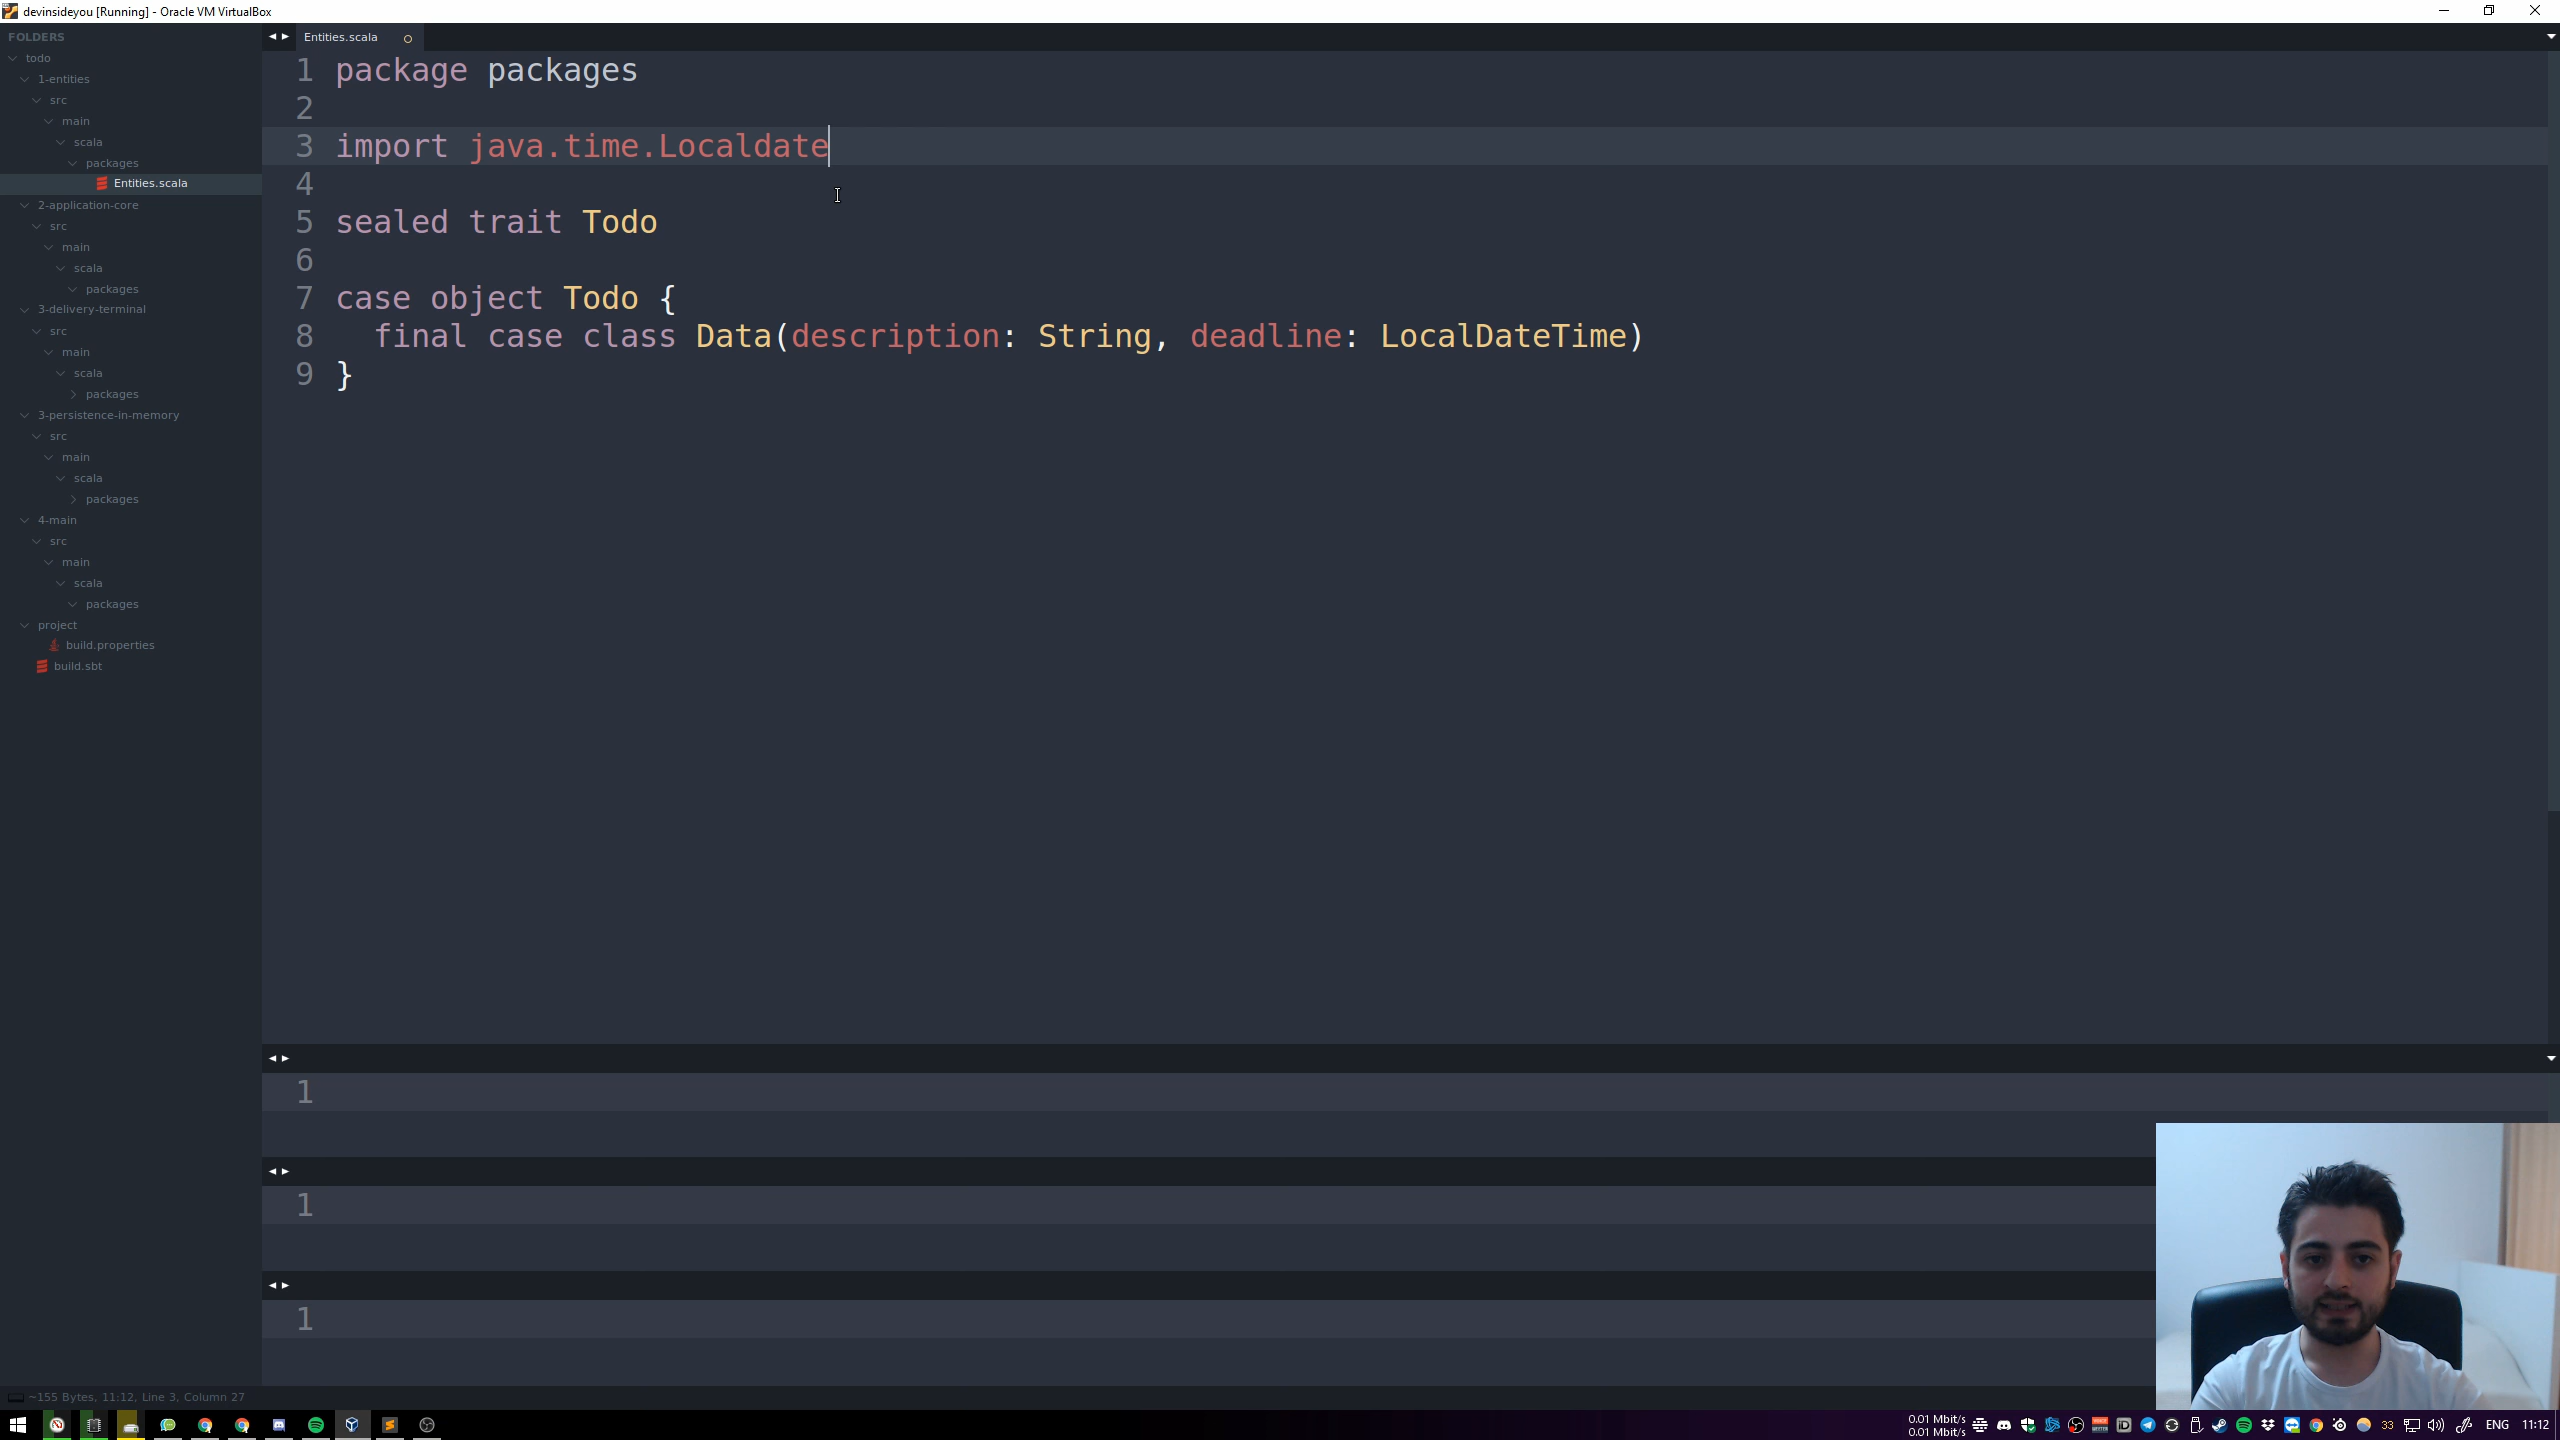 devinsideyou [Running] - Oracle VM VirtualBox
FOLDERS
todo
1-entities
src
main
scala
packages
Entities.scala
2-application-core
src
main
scala
packages
3-delivery-terminal
src
main
scala
packages
3-persistence-in-memory
src
main
scala
packages
4-main
src
main
scala
packages
project
build.properties
build.sbt
Entities.scala
1 package packages
2
3 import java.time.Localdate
4
5 sealed trait Todo
6
7 case object Todo {
8 final case class Data(description: String, deadline: LocalDateTime)
9 }
1
1
1
~155 Bytes, 11:12, Line 3, Column 27
0.01 Mbit/s
0.01 Mbit/s
33
ENG
11:12